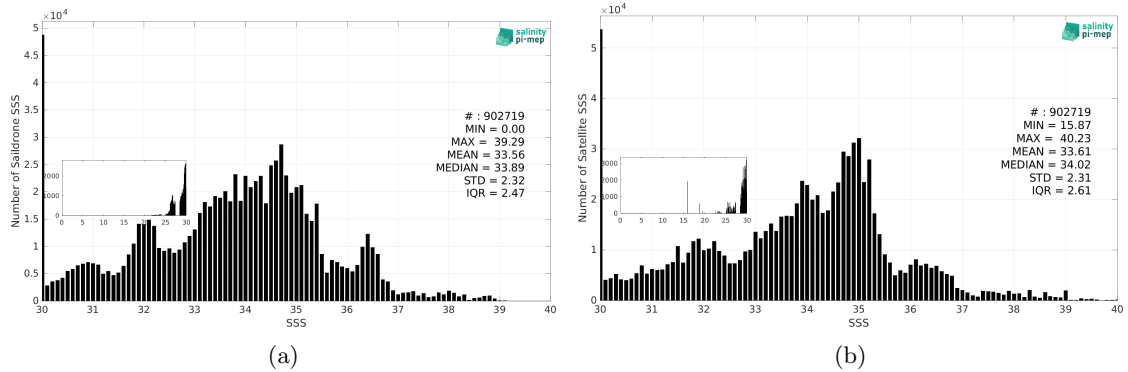 ×10⁴
5
4.5
4
3.5
3
2.5
2
1.5
1
0.5
0
Number of Saildrone SSS
30 31 32 33 34 35 36 37 38 39 40
SSS
salinity
pi-mep
# : 902719
MIN = 0.00
MAX = 39.29
MEAN = 33.56
MEDIAN = 33.89
STD = 2.32
IQR = 2.47
2000
1000
0
0 5 10 15 20 25 30
(a)
×10⁴
5
4
3
2
1
0
Number of Satellite SSS
30 31 32 33 34 35 36 37 38 39 40
SSS
salinity
pi-mep
# : 902719
MIN = 15.87
MAX = 40.23
MEAN = 33.61
MEDIAN = 34.02
STD = 2.31
IQR = 2.61
3000
2000
1000
0
0 5 10 15 20 25 30
(b)